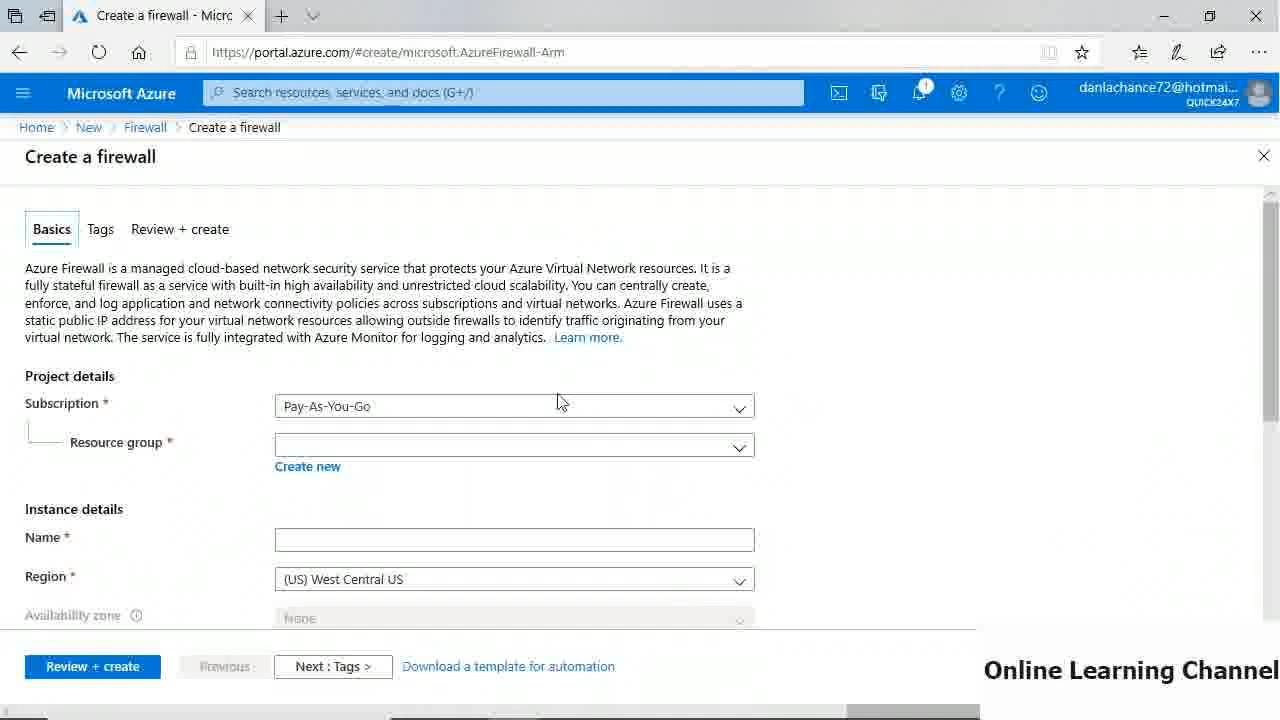 Create a firewall - Micro
https://portal.azure.com/#create/microsoft.AzureFirewall-Arm
Microsoft Azure
Search resources, services, and docs (G+/)
1
danlachance72@hotmai...
QUICK24X7
Home > New > Firewall > Create a firewall
Create a firewall
Basics Tags Review + create
Azure Firewall is a managed cloud-based network security service that protects your Azure Virtual Network resources. It is a
fully stateful firewall as a service with built-in high availability and unrestricted cloud scalability. You can centrally create,
enforce, and log application and network connectivity policies across subscriptions and virtual networks. Azure Firewall uses a
static public IP address for your virtual network resources allowing outside firewalls to identify traffic originating from your
virtual network. The service is fully integrated with Azure Monitor for logging and analytics. Learn more.
Project details
Subscription *
Pay-As-You-Go
Resource group *
Create new
Instance details
Name *
Region *
(US) West Central US
Availability zone
None
Review + create
Previous
Next : Tags >
Download a template for automation
Online Learning Channel